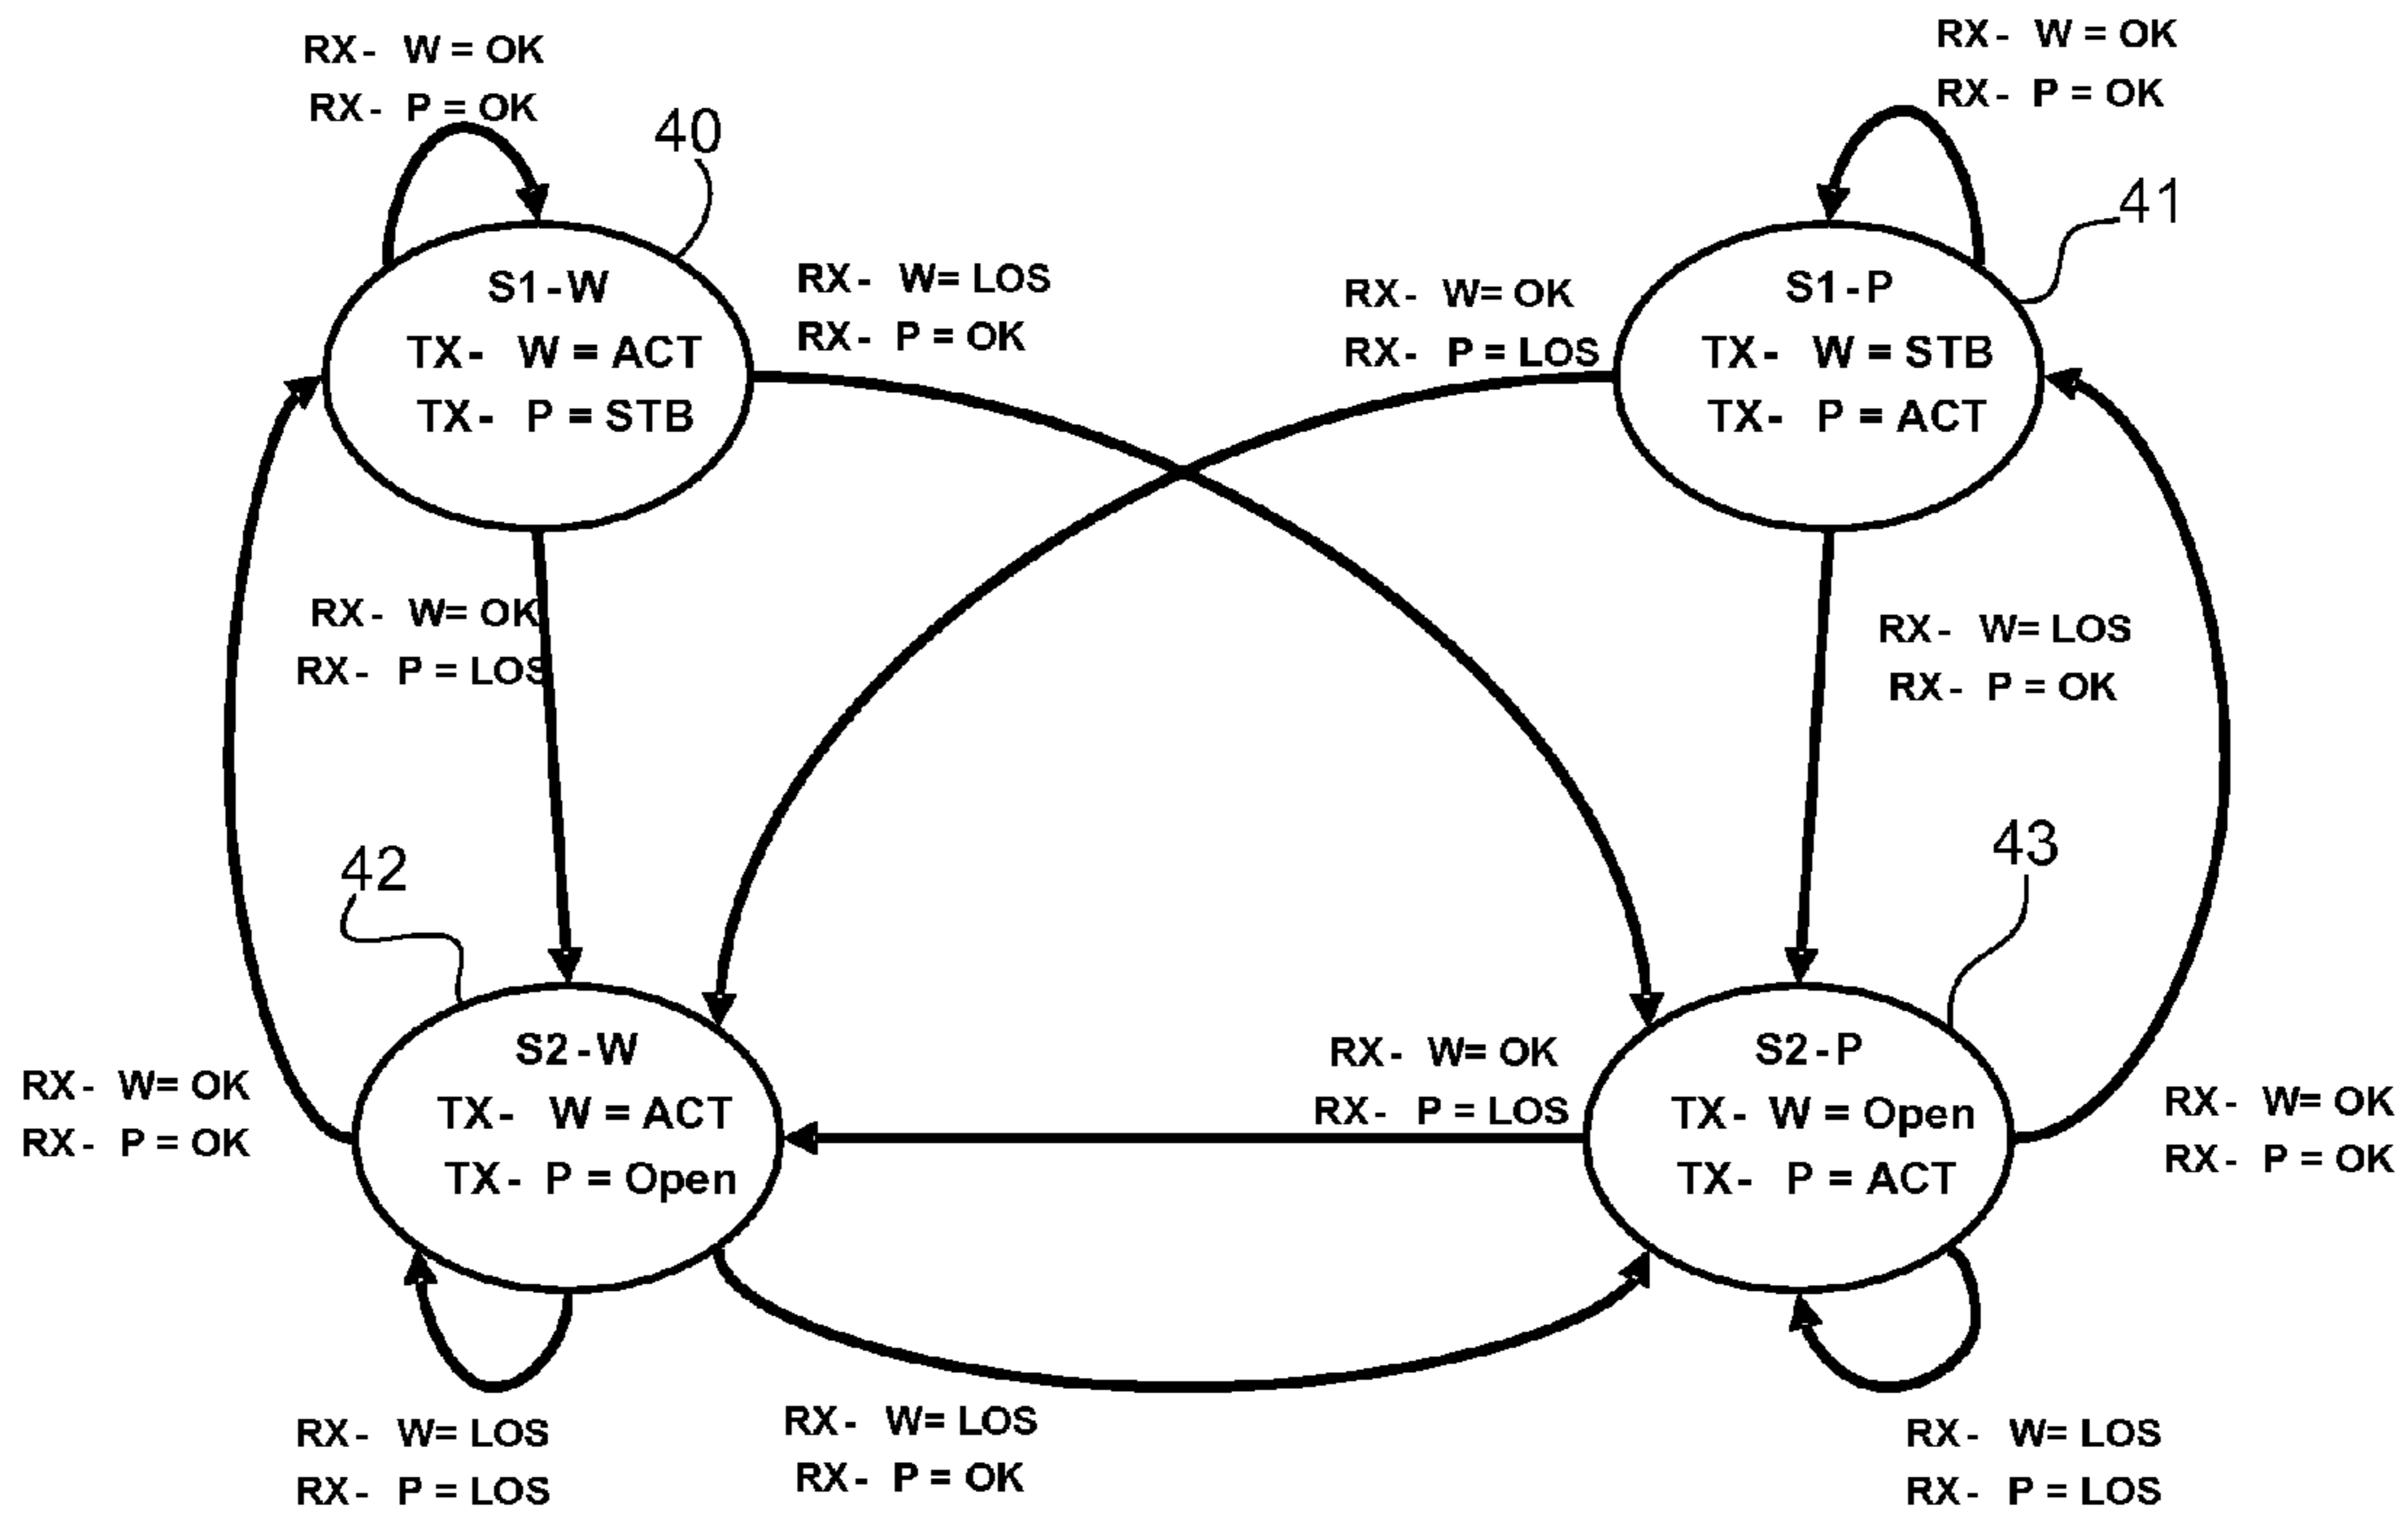 RX- W = OK
RX- P = OK
40
RX- W = OK
RX- P = OK
41
S1-W
TX- W = ACT
TX- P = STB
RX- W= LOS
RX- P = OK
RX- W= OK
RX- P = LOS
S1-P
TX- W = STB
TX- P = ACT
RX- W= OK
RX- P = LOS
RX- W= LOS
RX- P = OK
42
43
RX- W= OK
RX- P = OK
S2-W
TX- W = ACT
TX- P = Open
RX- W= OK
RX- P = LOS
S2-P
TX- W = Open
TX- P = ACT
RX- W= OK
RX- P = OK
RX- W= LOS
RX- P = LOS
RX- W= LOS
RX- P = OK
RX- W= LOS
RX- P = LOS